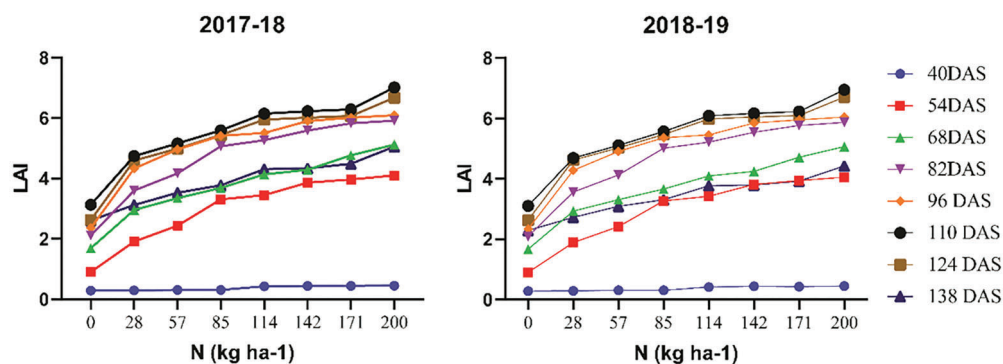 2017-18
8
6
4
2
0
LAI
0 28 57 85 114 142 171 200
N (kg ha-1)
2018-19
8
6
4
2
0
LAI
0 28 57 85 114 142 171 200
N (kg ha-1)
40DAS
54DAS
68DAS
82DAS
96 DAS
110 DAS
124 DAS
138 DAS